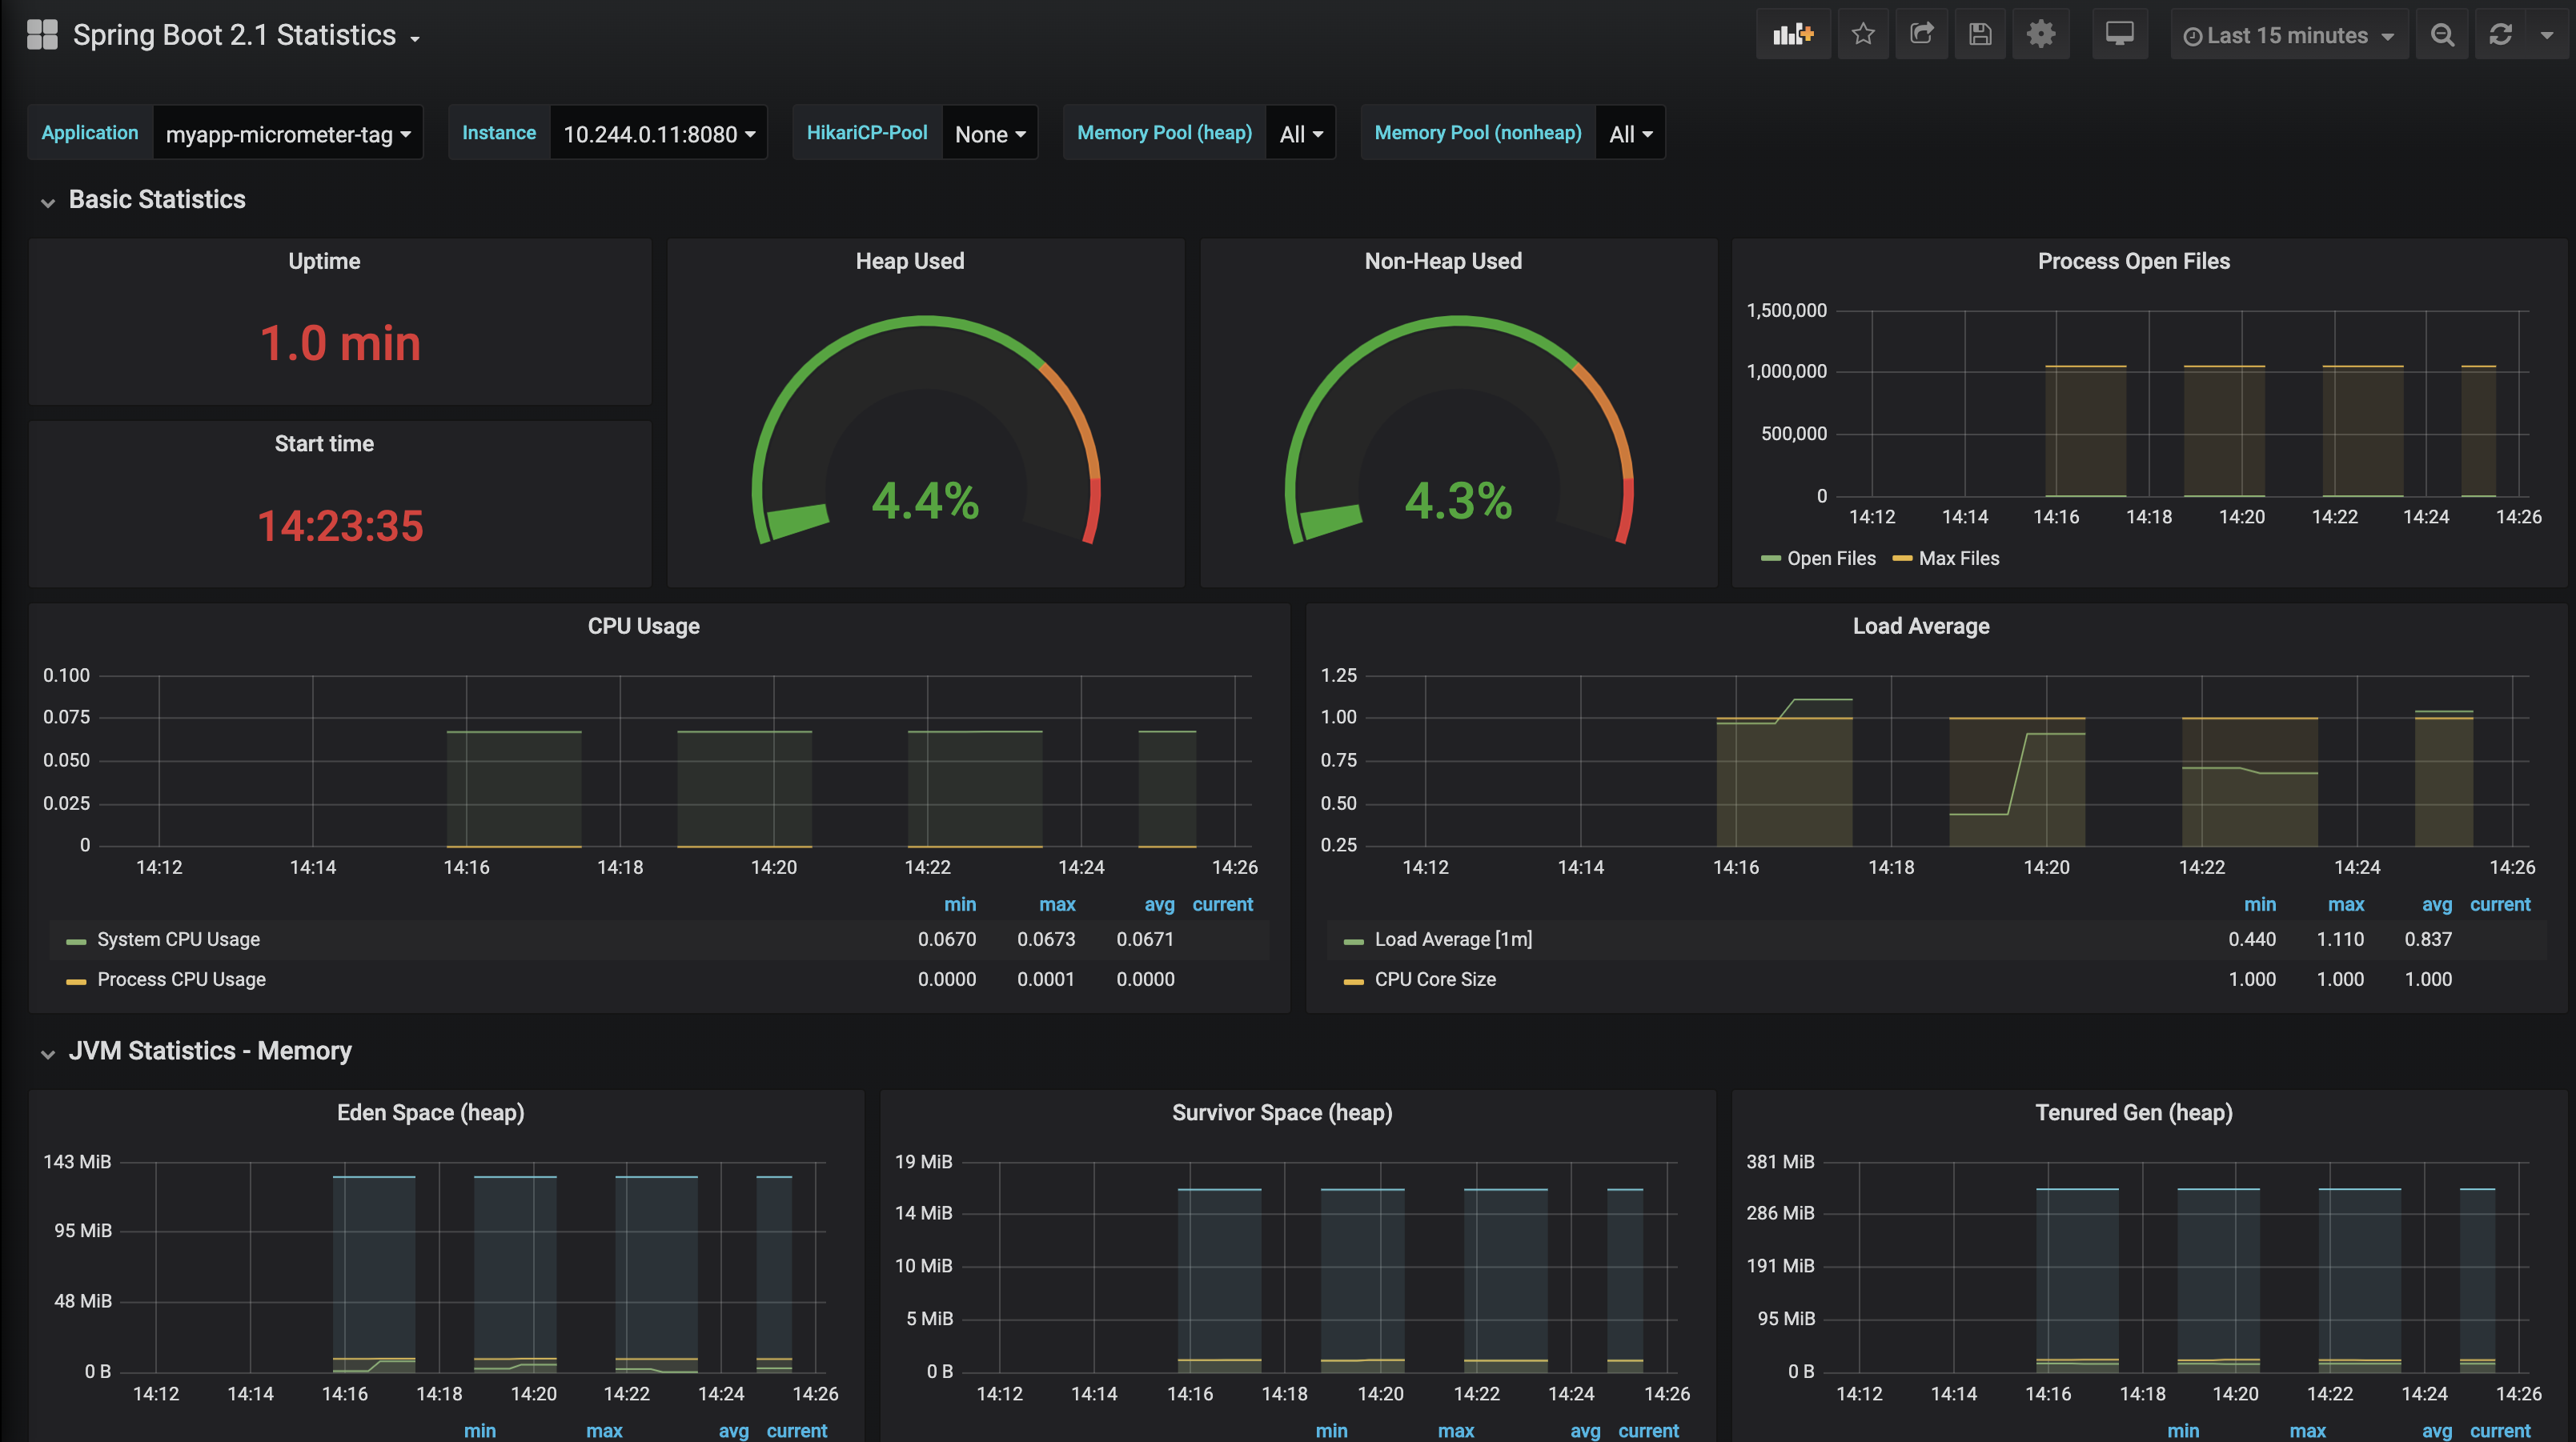 Spring Boot 2.1 Statistics
Last 15 minutes
Application myapp-micrometer-tag Instance 10.244.0.11:8080 HikariCP-Pool None Memory Pool (heap) All Memory Pool (nonheap) All
Basic Statistics
Uptime
1.0 min
Start time
14:23:35
Heap Used
4.4%
Non-Heap Used
4.3%
Process Open Files
1,500,000
1,000,000
500,000
0
14:12 14:14 14:16 14:18 14:20 14:22 14:24 14:26
Open Files Max Files
CPU Usage
0.100
0.075
0.050
0.025
0
14:12 14:14 14:16 14:18 14:20 14:22 14:24 14:26
min max avg current
System CPU Usage 0.0670 0.0673 0.0671
Process CPU Usage 0.0000 0.0001 0.0000
Load Average
1.25
1.00
0.75
0.50
0.25
14:12 14:14 14:16 14:18 14:20 14:22 14:24 14:26
min max avg current
Load Average [1m] 0.440 1.110 0.837
CPU Core Size 1.000 1.000 1.000
JVM Statistics - Memory
Eden Space (heap)
143 MiB
95 MiB
48 MiB
0 B
14:12 14:14 14:16 14:18 14:20 14:22 14:24 14:26
min max avg current
Survivor Space (heap)
19 MiB
14 MiB
10 MiB
5 MiB
0 B
14:12 14:14 14:16 14:18 14:20 14:22 14:24 14:26
min max avg current
Tenured Gen (heap)
381 MiB
286 MiB
191 MiB
95 MiB
0 B
14:12 14:14 14:16 14:18 14:20 14:22 14:24 14:26
min max avg current